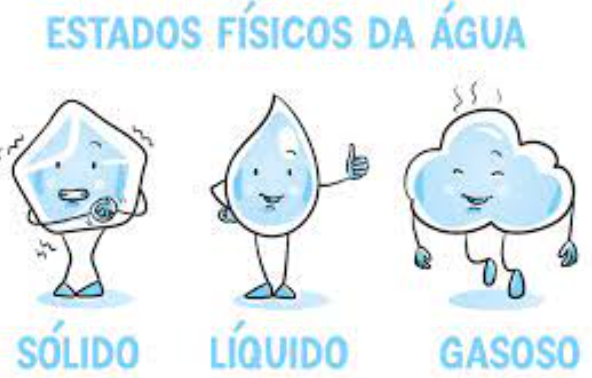 ESTADOS FÍSICOS DA ÁGUA
SÓLIDO LÍQUIDO GASOSO